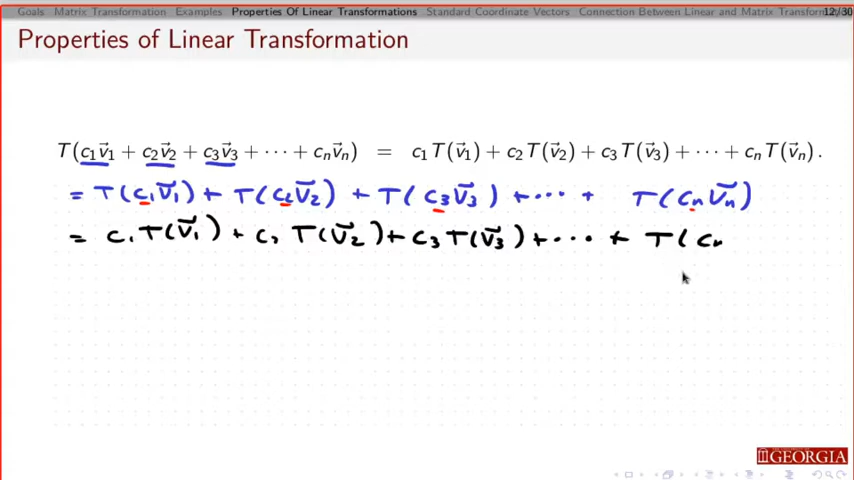 Goals Matrix Transformation Examples Properties Of Linear Transformations Standard Coordinate Vectors Connection Between Linear and Matrix Transform 12/30
Properties of Linear Transformation
T(c₁v⃗₁ + c₂v⃗₂ + c₃v⃗₃ + ··· + cₙv⃗ₙ) = c₁T(v⃗₁) + c₂T(v⃗₂) + c₃T(v⃗₃) + ··· + cₙT(v⃗ₙ).
= T(c₁v⃗₁) + T(c₂v⃗₂) + T(c₃v⃗₃) + ··· + T(cₙv⃗ₙ)
= c₁T(v⃗₁) + c₂T(v⃗₂) + c₃T(v⃗₃) + ··· + T(cₙ
GEORGIA